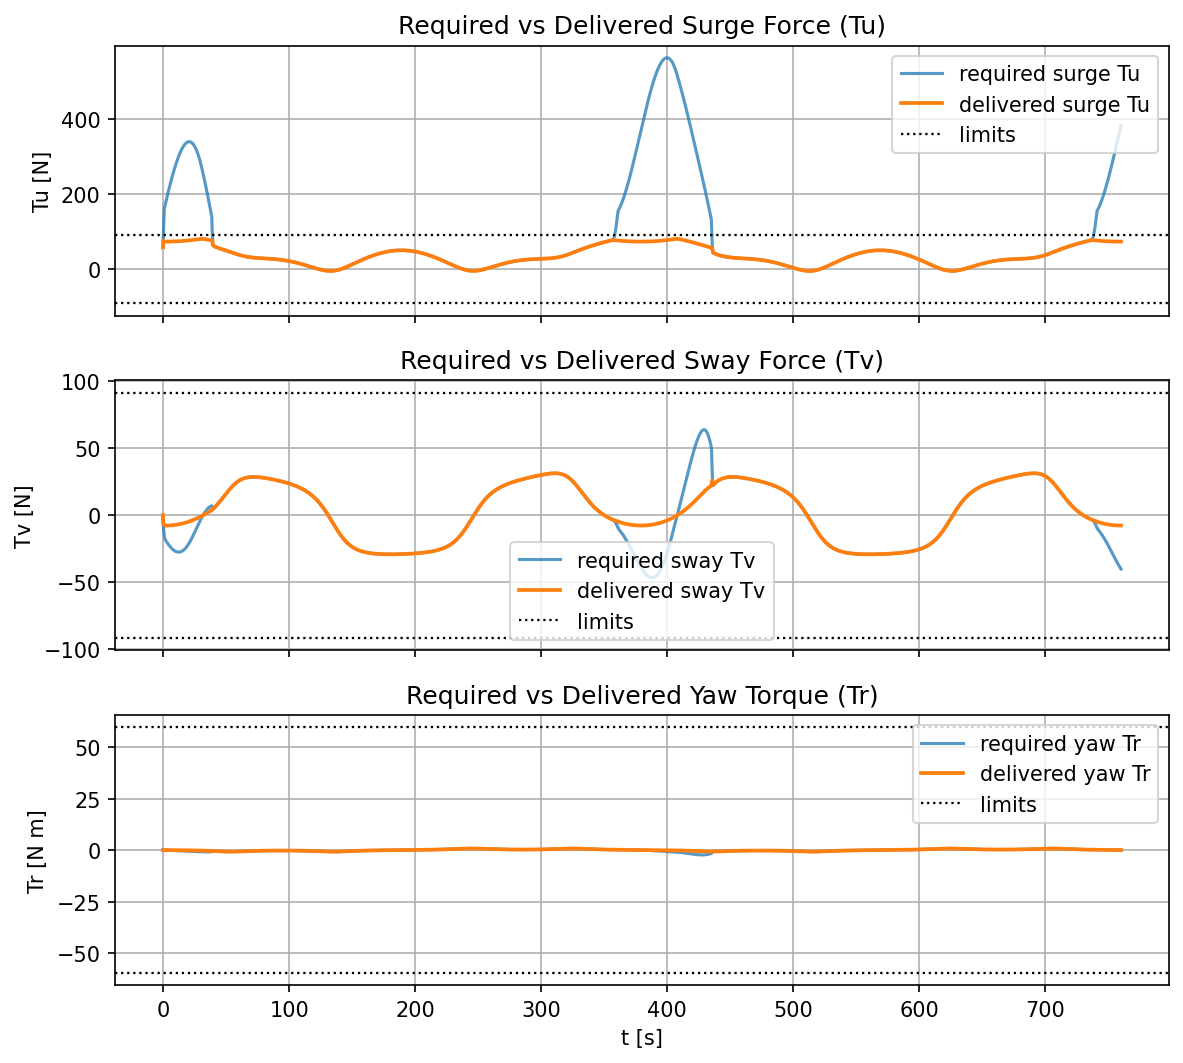 Required vs Delivered Surge Force (Tu)
Tu [N]
400
200
0
required surge Tu
delivered surge Tu
limits
Required vs Delivered Sway Force (Tv)
Tv [N]
100
50
0
−50
−100
required sway Tv
delivered sway Tv
limits
Required vs Delivered Yaw Torque (Tr)
Tr [N m]
50
25
0
−25
−50
required yaw Tr
delivered yaw Tr
limits
0 100 200 300 400 500 600 700
t [s]